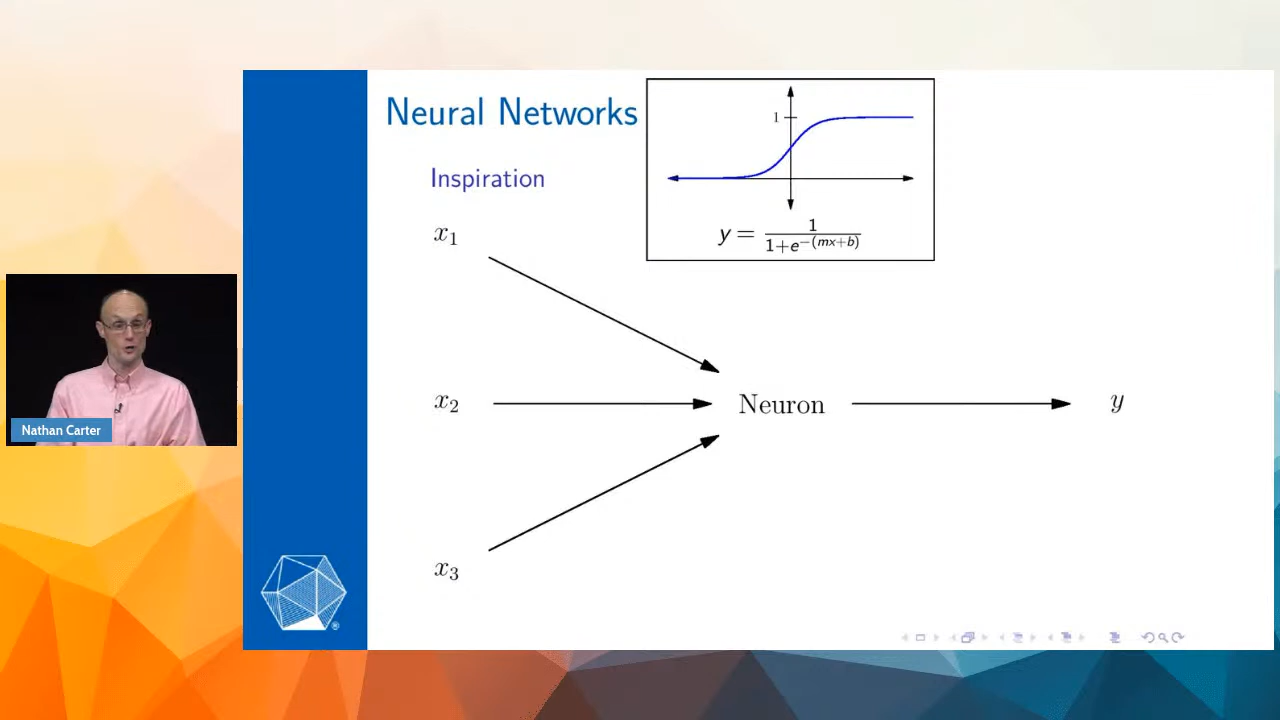 Neural Networks
Inspiration
1
y = 1/(1+e^−(mx+b))
x₁
x₂
Neuron
y
x₃
Nathan Carter
®